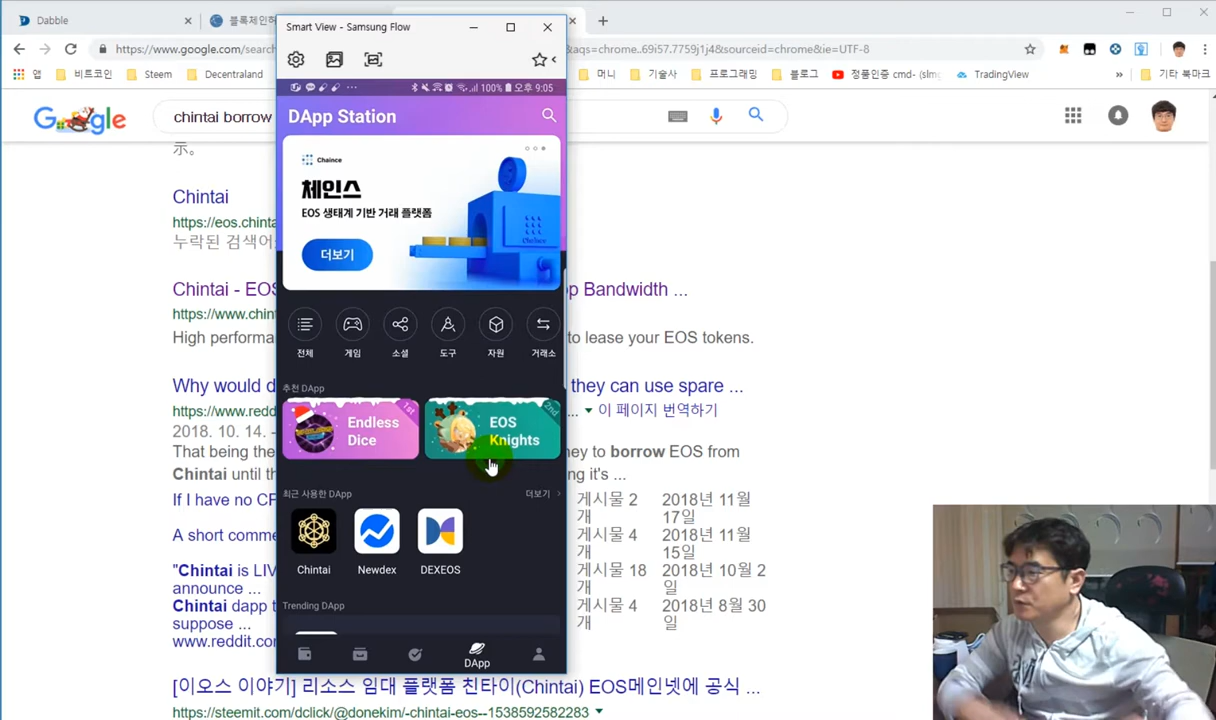 Dabble
블록체인허
Smart View - Samsung Flow
https://www.google.com/search
&aqs=chrome..69i57.7759j1j4&sourceid=chrome&ie=UTF-8
앱
비트코인
Steem
Decentraland
머니
기술사
프로그래밍
블로그
정품인증 cmd- (slmg
TradingView
»
기타 북마크
100%
오후 9:05
DApp Station
Google
chintai borrow
示。
Chaince
체인스
EOS 생태계 기반 거래 플랫폼
Chaince
더보기
Chintai
https://eos.chinta
누락된 검색어:
Chintai - EOS
op Bandwidth ...
https://www.chint
High performa
to lease your EOS tokens.
전체
게임
소셜
도구
자원
거래소
Why would d
they can use spare ...
추천 DApp
https://www.redd
... ▼ 이 페이지 번역하기
1st
Endless
Dice
2nd
EOS
Knights
2018. 10. 14. -
That being the
ney to borrow EOS from
Chintai until th
ng it's ...
최근 사용한 DApp
더보기 >
If I have no CP
게시물 2
개
2018년 11월
17일
A short comme
게시물 4
개
2018년 11월
15일
Chintai
Newdex
DEXEOS
"Chintai is LIV
announce ...
게시물 18
개
2018년 10월 2
일
Chintai dapp t
suppose ...
게시물 4
개
2018년 8월 30
일
Trending DApp
www.reddit.cor
DApp
[이오스 이야기] 리소스 임대 플랫폼 친타이(Chintai) EOS메인넷에 공식 ...
https://steemit.com/dclick/@donekim/-chintai-eos--1538592582283 ▼